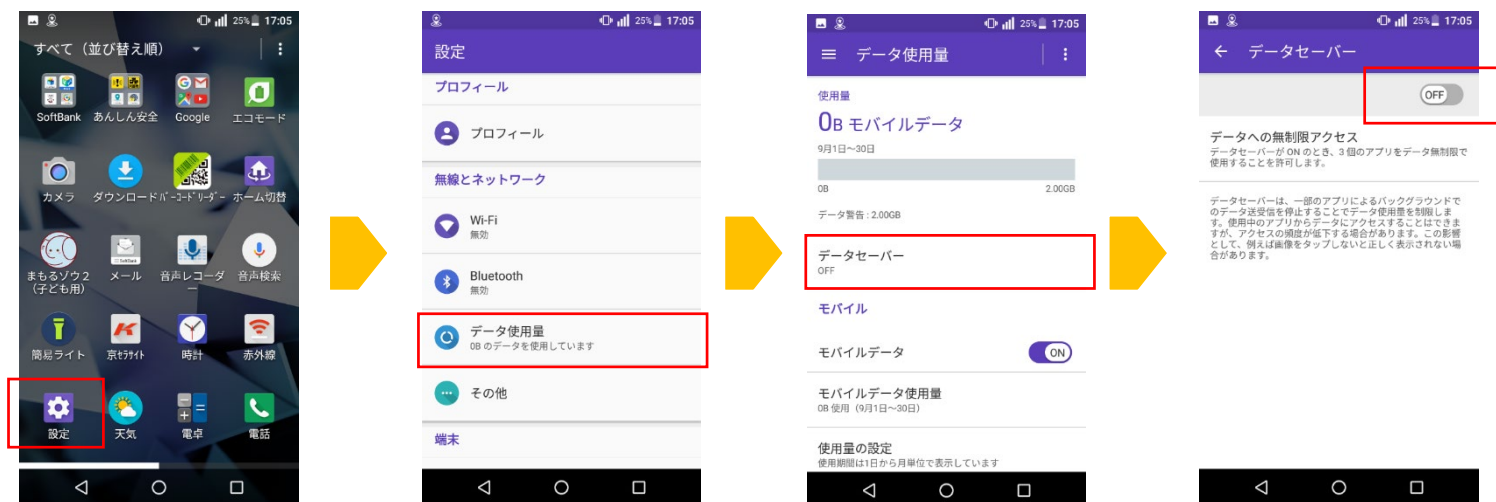 25% 17:05
すべて（並び替え順）
SoftBank あんしん安全 Google エコモード
カメラ ダウンロード バーコードリーダー ホーム切替
まもるゾウ2
（子ども用）
メール
音声レコーダ
ー
音声検索
簡易ライト 京セラサイト 時計 赤外線
設定 天気 電卓 電話
25% 17:05
設定
プロフィール
プロフィール
無線とネットワーク
Wi-Fi
無効
Bluetooth
無効
データ使用量
0B のデータを使用しています
その他
端末
25% 17:05
データ使用量
使用量
0B モバイルデータ
9月1日～30日
0B 2.00GB
データ警告 : 2.00GB
データセーバー
OFF
モバイル
モバイルデータ ON
モバイルデータ使用量
0B 使用（9月1日～30日）
使用量の設定
使用期間は1日から月単位で表示しています
25% 17:05
データセーバー
OFF
データへの無制限アクセス
データセーバーが ON のとき、3 個のアプリをデータ無制限で
使用することを許可します。
データセーバーは、一部のアプリによるバックグラウンドで
のデータ送受信を停止することでデータ使用量を制限しま
す。使用中のアプリからデータにアクセスすることはできま
すが、アクセスの頻度が低下する場合があります。この影響
として、例えば画像をタップしないと正しく表示されない場
合があります。